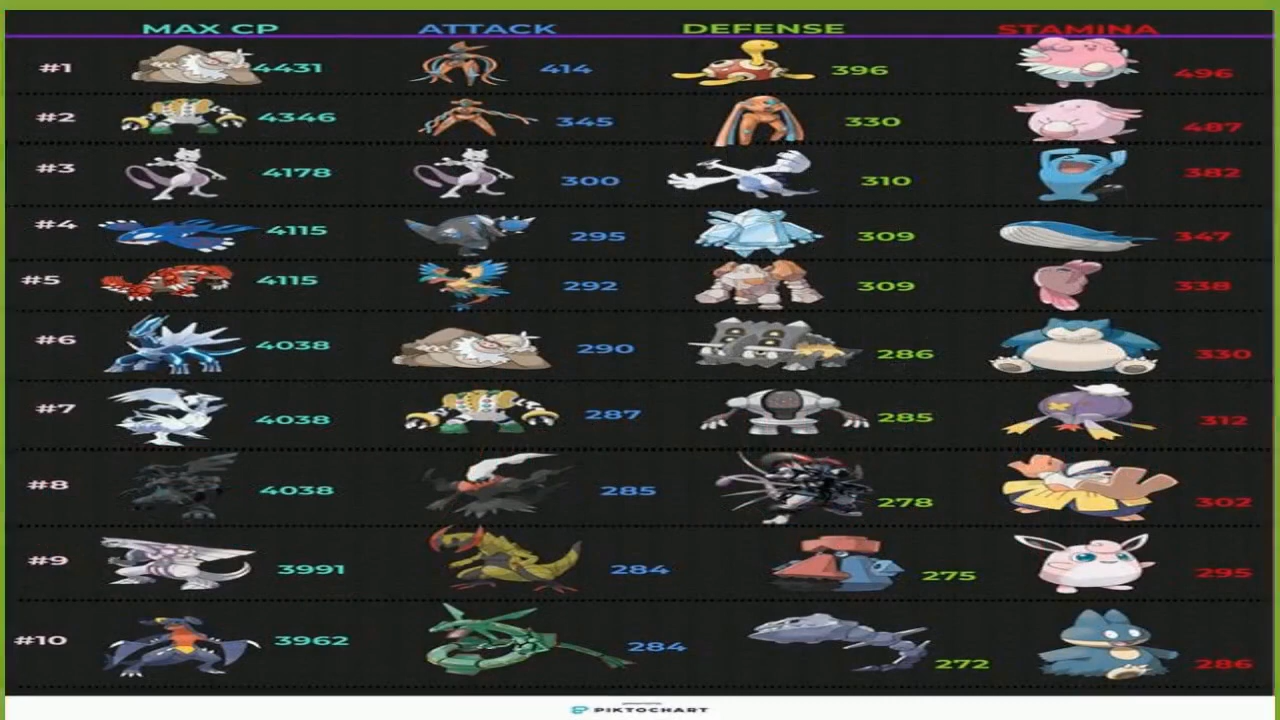 MAX CP ATTACK DEFENSE STAMINA
#1 4431 414 396 496
#2 4346 345 330 487
#3 4178 300 310 382
#4 4115 295 309 347
#5 4115 292 309 338
#6 4038 290 286 330
#7 4038 287 285 312
#8 4038 285 278 302
#9 3991 284 275 295
#10 3962 284 272 286
PIKTOCHART